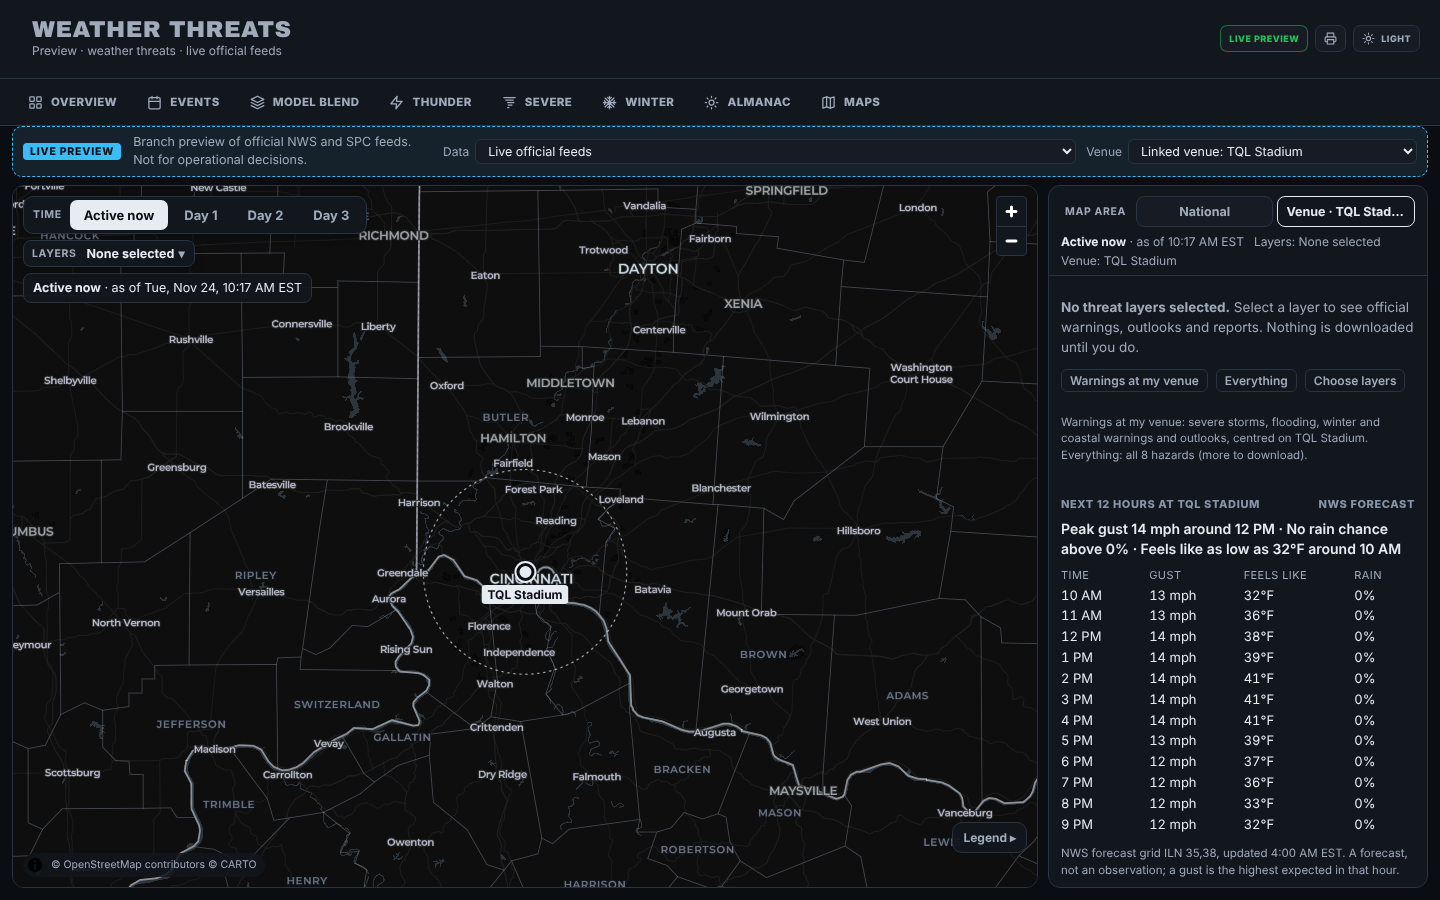 WEATHER THREATS
Preview · weather threats · live official feeds
LIVE PREVIEW
LIGHT
OVERVIEW
EVENTS
MODEL BLEND
THUNDER
SEVERE
WINTER
ALMANAC
MAPS
LIVE PREVIEW
Branch preview of official NWS and SPC feeds.
Not for operational decisions.
Data
Live official feeds
Venue
Linked venue: TQL Stadium
TIME
Active now
Day 1
Day 2
Day 3
LAYERS
None selected ▾
Active now · as of Tue, Nov 24, 10:17 AM EST
+
−
New Castle
SPRINGFIELD
Vandalia
London
HANCOCK
RICHMOND
Fairborn
Trotwood
DAYTON
Eaton
XENIA
Connersville
Liberty
Centerville
Rushville
Washington
Court House
Shelbyville
Oxford
MIDDLETOWN
BUTLER
Monroe
Lebanon
Wilmington
Brookville
HAMILTON
Mason
Greensburg
Fairfield
Batesville
Forest Park
Blanchester
Harrison
Loveland
Reading
UMBUS
Hillsboro
Greendale
CINCINNATI
TQL Stadium
RIPLEY
Versailles
Aurora
Batavia
Mount Orab
North Vernon
Florence
eymour
Rising Sun
Independence
BROWN
Walton
Georgetown
ADAMS
SWITZERLAND
JEFFERSON
Crittenden
West Union
Madison
Vevay
GALLATIN
Augusta
Scottsburg
Carrollton
Dry Ridge
Falmouth
BRACKEN
TRIMBLE
MAYSVILLE
MASON
Vanceburg
Owenton
ROBERTSON
LEWI
Legend ▸
HENRY
HARRISON
© OpenStreetMap contributors © CARTO
MAP AREA
National
Venue · TQL Stad...
Active now · as of 10:17 AM EST Layers: None selected
Venue: TQL Stadium
No threat layers selected. Select a layer to see official
warnings, outlooks and reports. Nothing is downloaded
until you do.
Warnings at my venue
Everything
Choose layers
Warnings at my venue: severe storms, flooding, winter and
coastal warnings and outlooks, centred on TQL Stadium.
Everything: all 8 hazards (more to download).
NEXT 12 HOURS AT TQL STADIUM
NWS FORECAST
Peak gust 14 mph around 12 PM · No rain chance
above 0% · Feels like as low as 32°F around 10 AM
TIME GUST FEELS LIKE RAIN
10 AM 13 mph 32°F 0%
11 AM 13 mph 36°F 0%
12 PM 14 mph 38°F 0%
1 PM 14 mph 39°F 0%
2 PM 14 mph 41°F 0%
3 PM 14 mph 41°F 0%
4 PM 14 mph 41°F 0%
5 PM 13 mph 39°F 0%
6 PM 12 mph 37°F 0%
7 PM 12 mph 36°F 0%
8 PM 12 mph 33°F 0%
9 PM 12 mph 32°F 0%
NWS forecast grid ILN 35,38, updated 4:00 AM EST. A forecast,
not an observation; a gust is the highest expected in that hour.